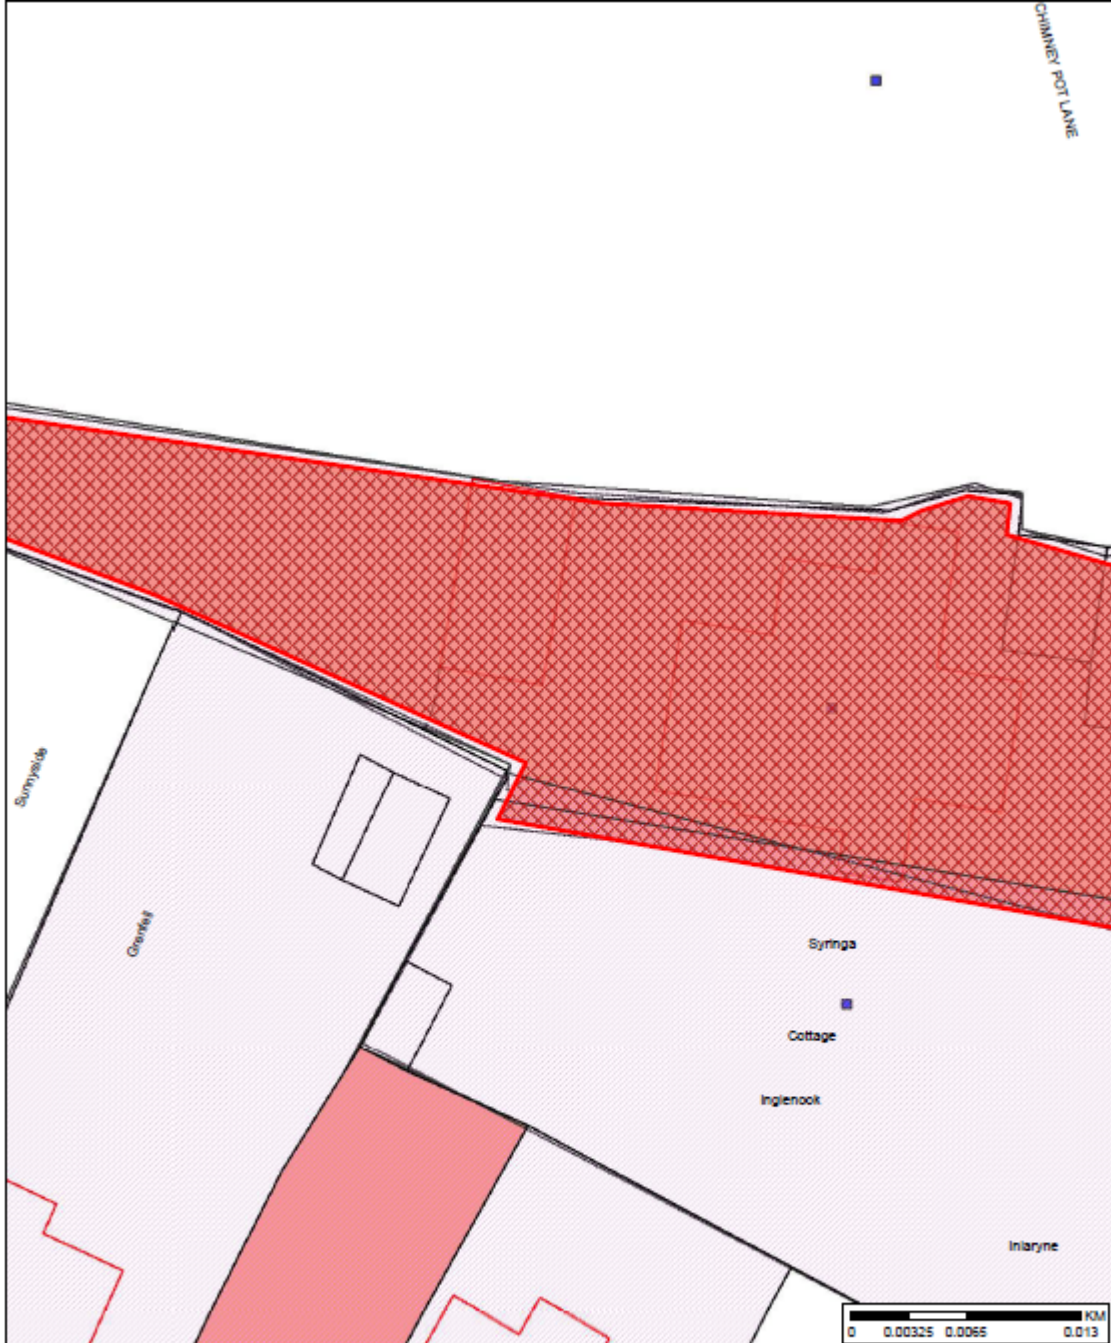 CHIMNEY POT LANE
Sunnyside
Grenfell
Syringa
Cottage
Inglenook
Inlaryne
KM
0 0.00325 0.0065 0.013